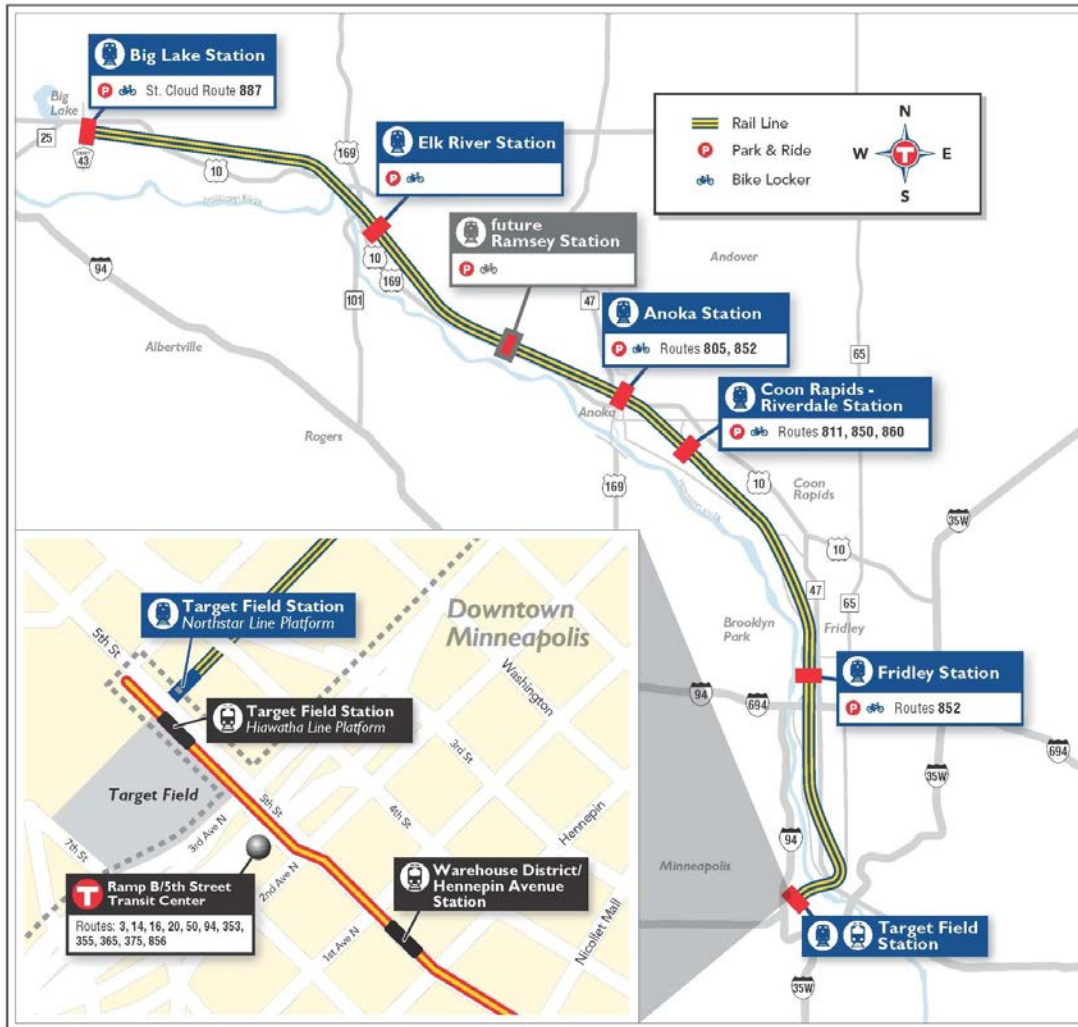 Big Lake Station
P St. Cloud Route 887
Big
Lake
25
COUNTY
43
10
169
Mississippi River
Elk River Station
P
10
169
future
Ramsey Station
P
Rail Line
P Park & Ride
Bike Locker
N
W T E
S
94
101
Albertville
Rogers
47
Andover
Anoka Station
P Routes 805, 852
65
Coon Rapids -
Riverdale Station
P Routes 811, 850, 860
Anoka
169
10
Coon
Rapids
35W
10
47
65
Brooklyn
Park
Fridley
Fridley Station
P Routes 852
94
694
694
35W
94
Minneapolis
Target Field
Station
35W
Downtown
Minneapolis
Target Field Station
Northstar Line Platform
5th St
Washington
Target Field Station
Hiawatha Line Platform
3rd St
Target Field
5th St
4th St
Hennepin
7th St
3rd Ave N
2nd Ave N
1st Ave N
Nicollet Mall
Warehouse District/
Hennepin Avenue
Station
T Ramp B/5th Street
Transit Center
Routes: 3, 14, 16, 20, 50, 94, 353,
355, 365, 375, 856